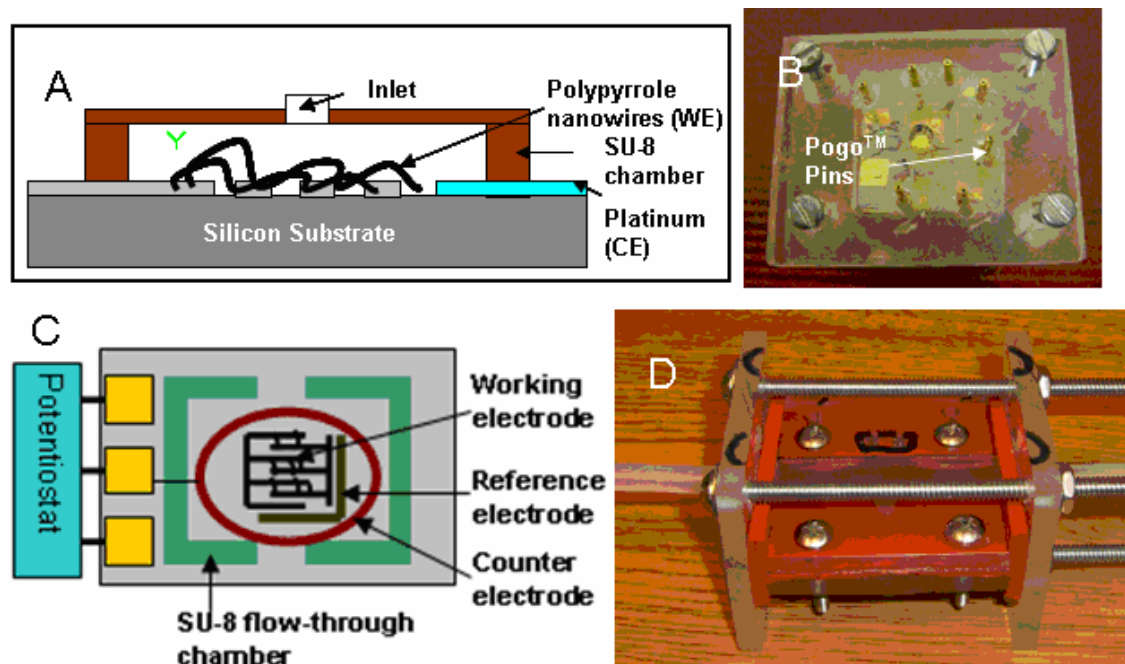 A
Inlet
Polypyrrole
nanowires (WE)
SU-8
chamber
Platinum
(CE)
Silicon Substrate
B
Pogo™
Pins
C
Potentiostat
Working
electrode
Reference
electrode
Counter
electrode
SU-8 flow-through
chamber
D